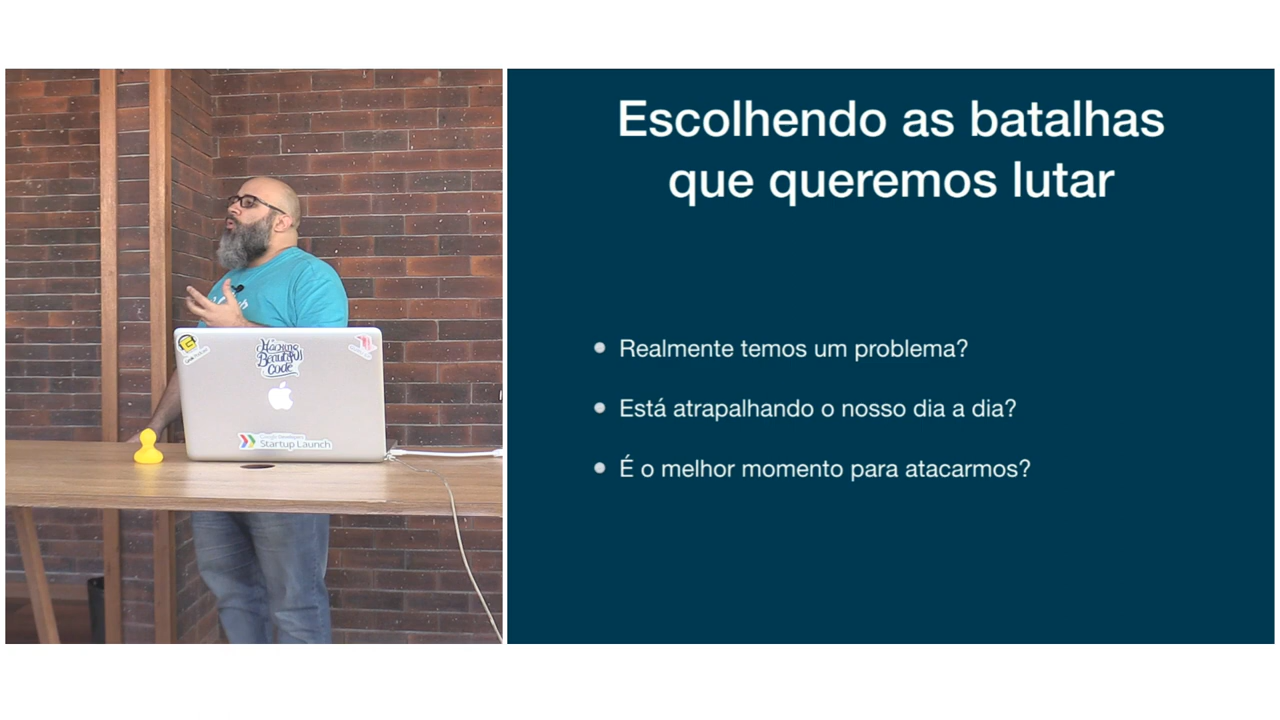 Hacking
Beautiful
Code
Startup Launch
Escolhendo as batalhas
que queremos lutar
Realmente temos um problema?
Está atrapalhando o nosso dia a dia?
É o melhor momento para atacarmos?